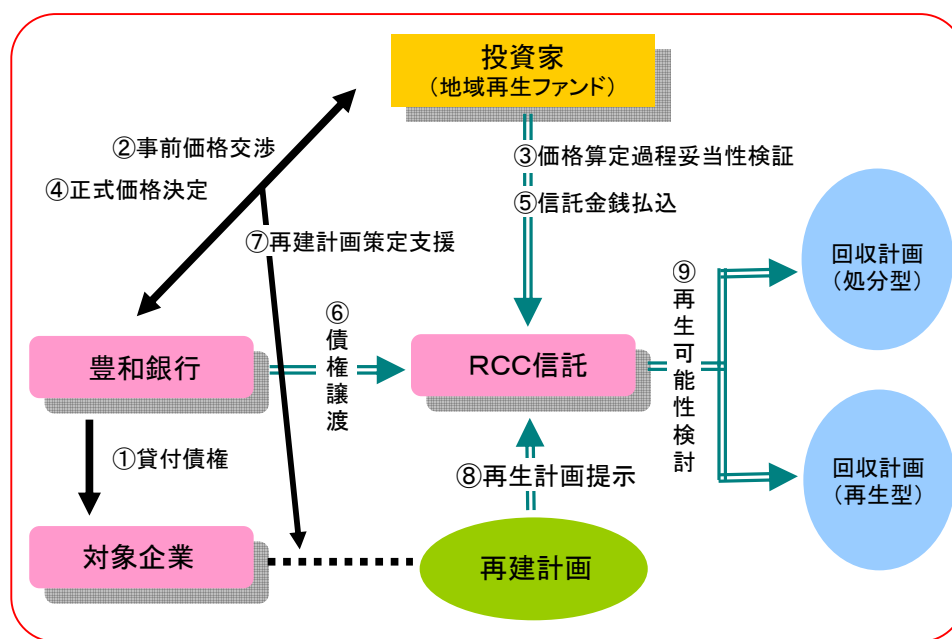 投資家
（地域再生ファンド）
②事前価格交渉
④正式価格決定
③価格算定過程妥当性検証
⑤信託金銭払込
⑦再建計画策定支援
回収計画
（処分型）
⑨再生可能性検討
⑥債権譲渡
豊和銀行
RCC信託
①貸付債権
⑧再生計画提示
回収計画
（再生型）
対象企業
再建計画